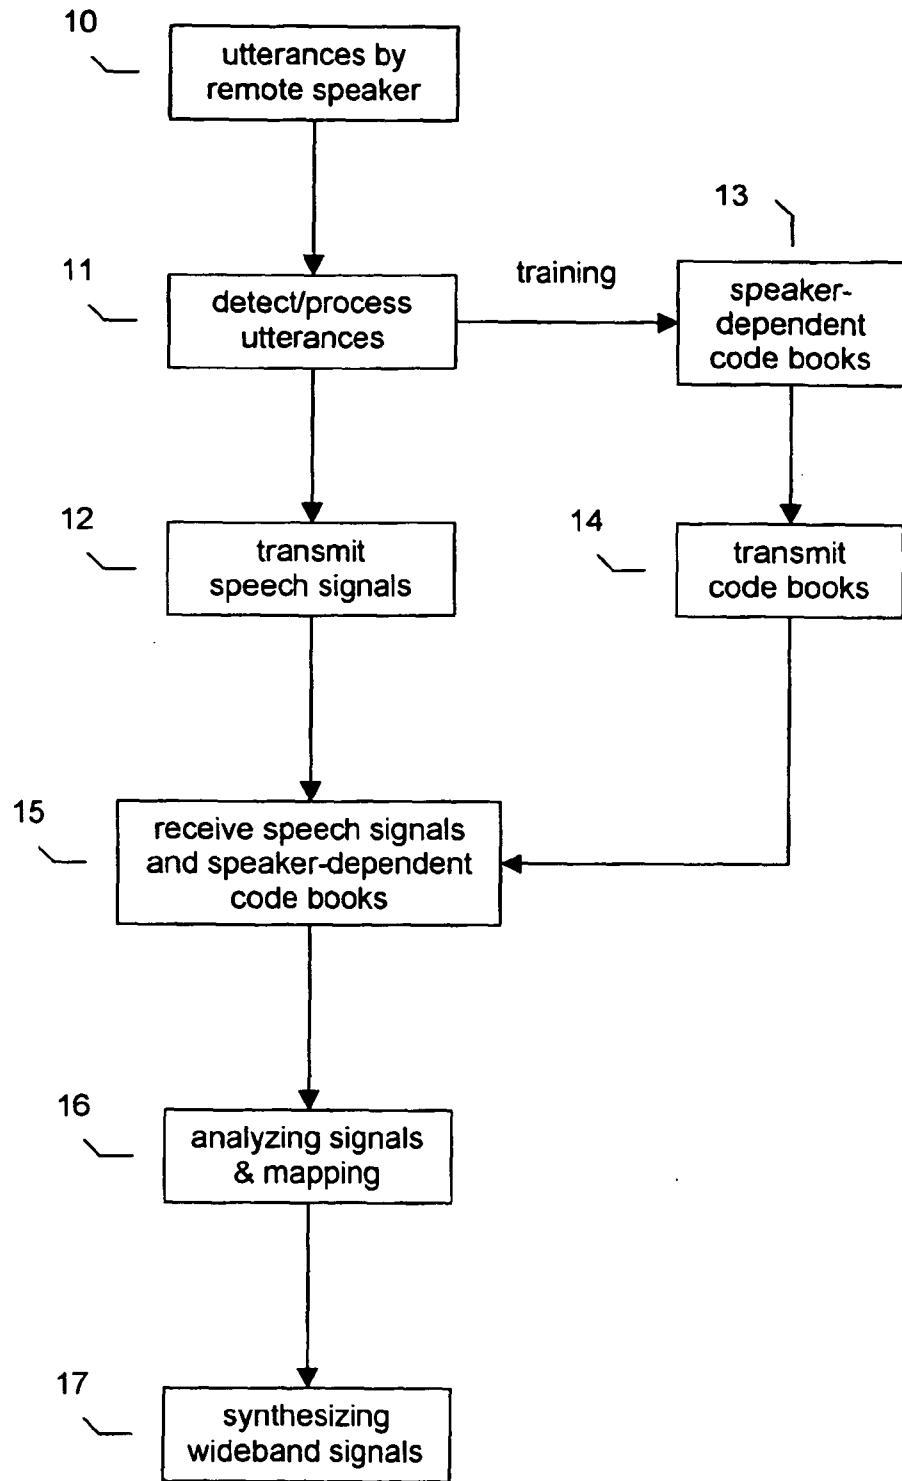 10
utterances by
remote speaker
13
11
training
detect/process
utterances
speaker-
dependent
code books
12
transmit
speech signals
14
transmit
code books
15
receive speech signals
and speaker-dependent
code books
16
analyzing signals
& mapping
17
synthesizing
wideband signals